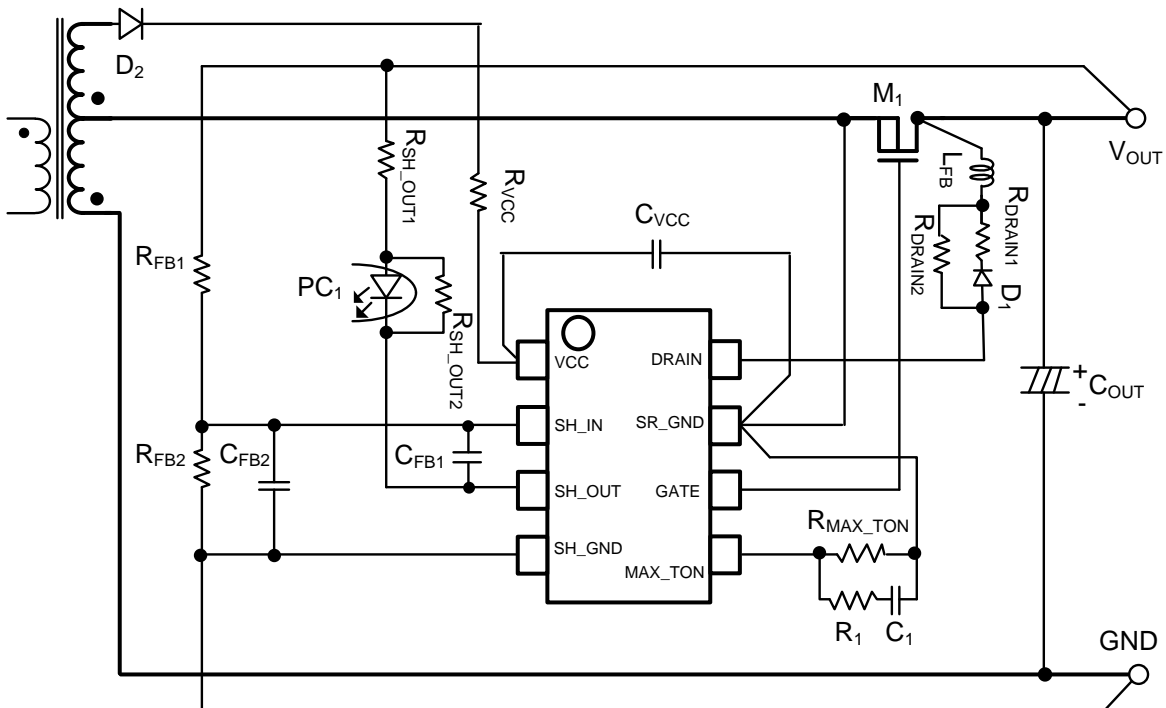 D2
M1
VOUT
RSH_OUT1
RVCC
LFB
CVCC
RDRAIN1
RDRAIN2
RFB1
PC1
D1
RSH_OUT2
VCC
DRAIN
+
COUT
-
SH_IN
SR_GND
RFB2
CFB2
CFB1
SH_OUT
GATE
RMAX_TON
SH_GND
MAX_TON
R1
C1
GND